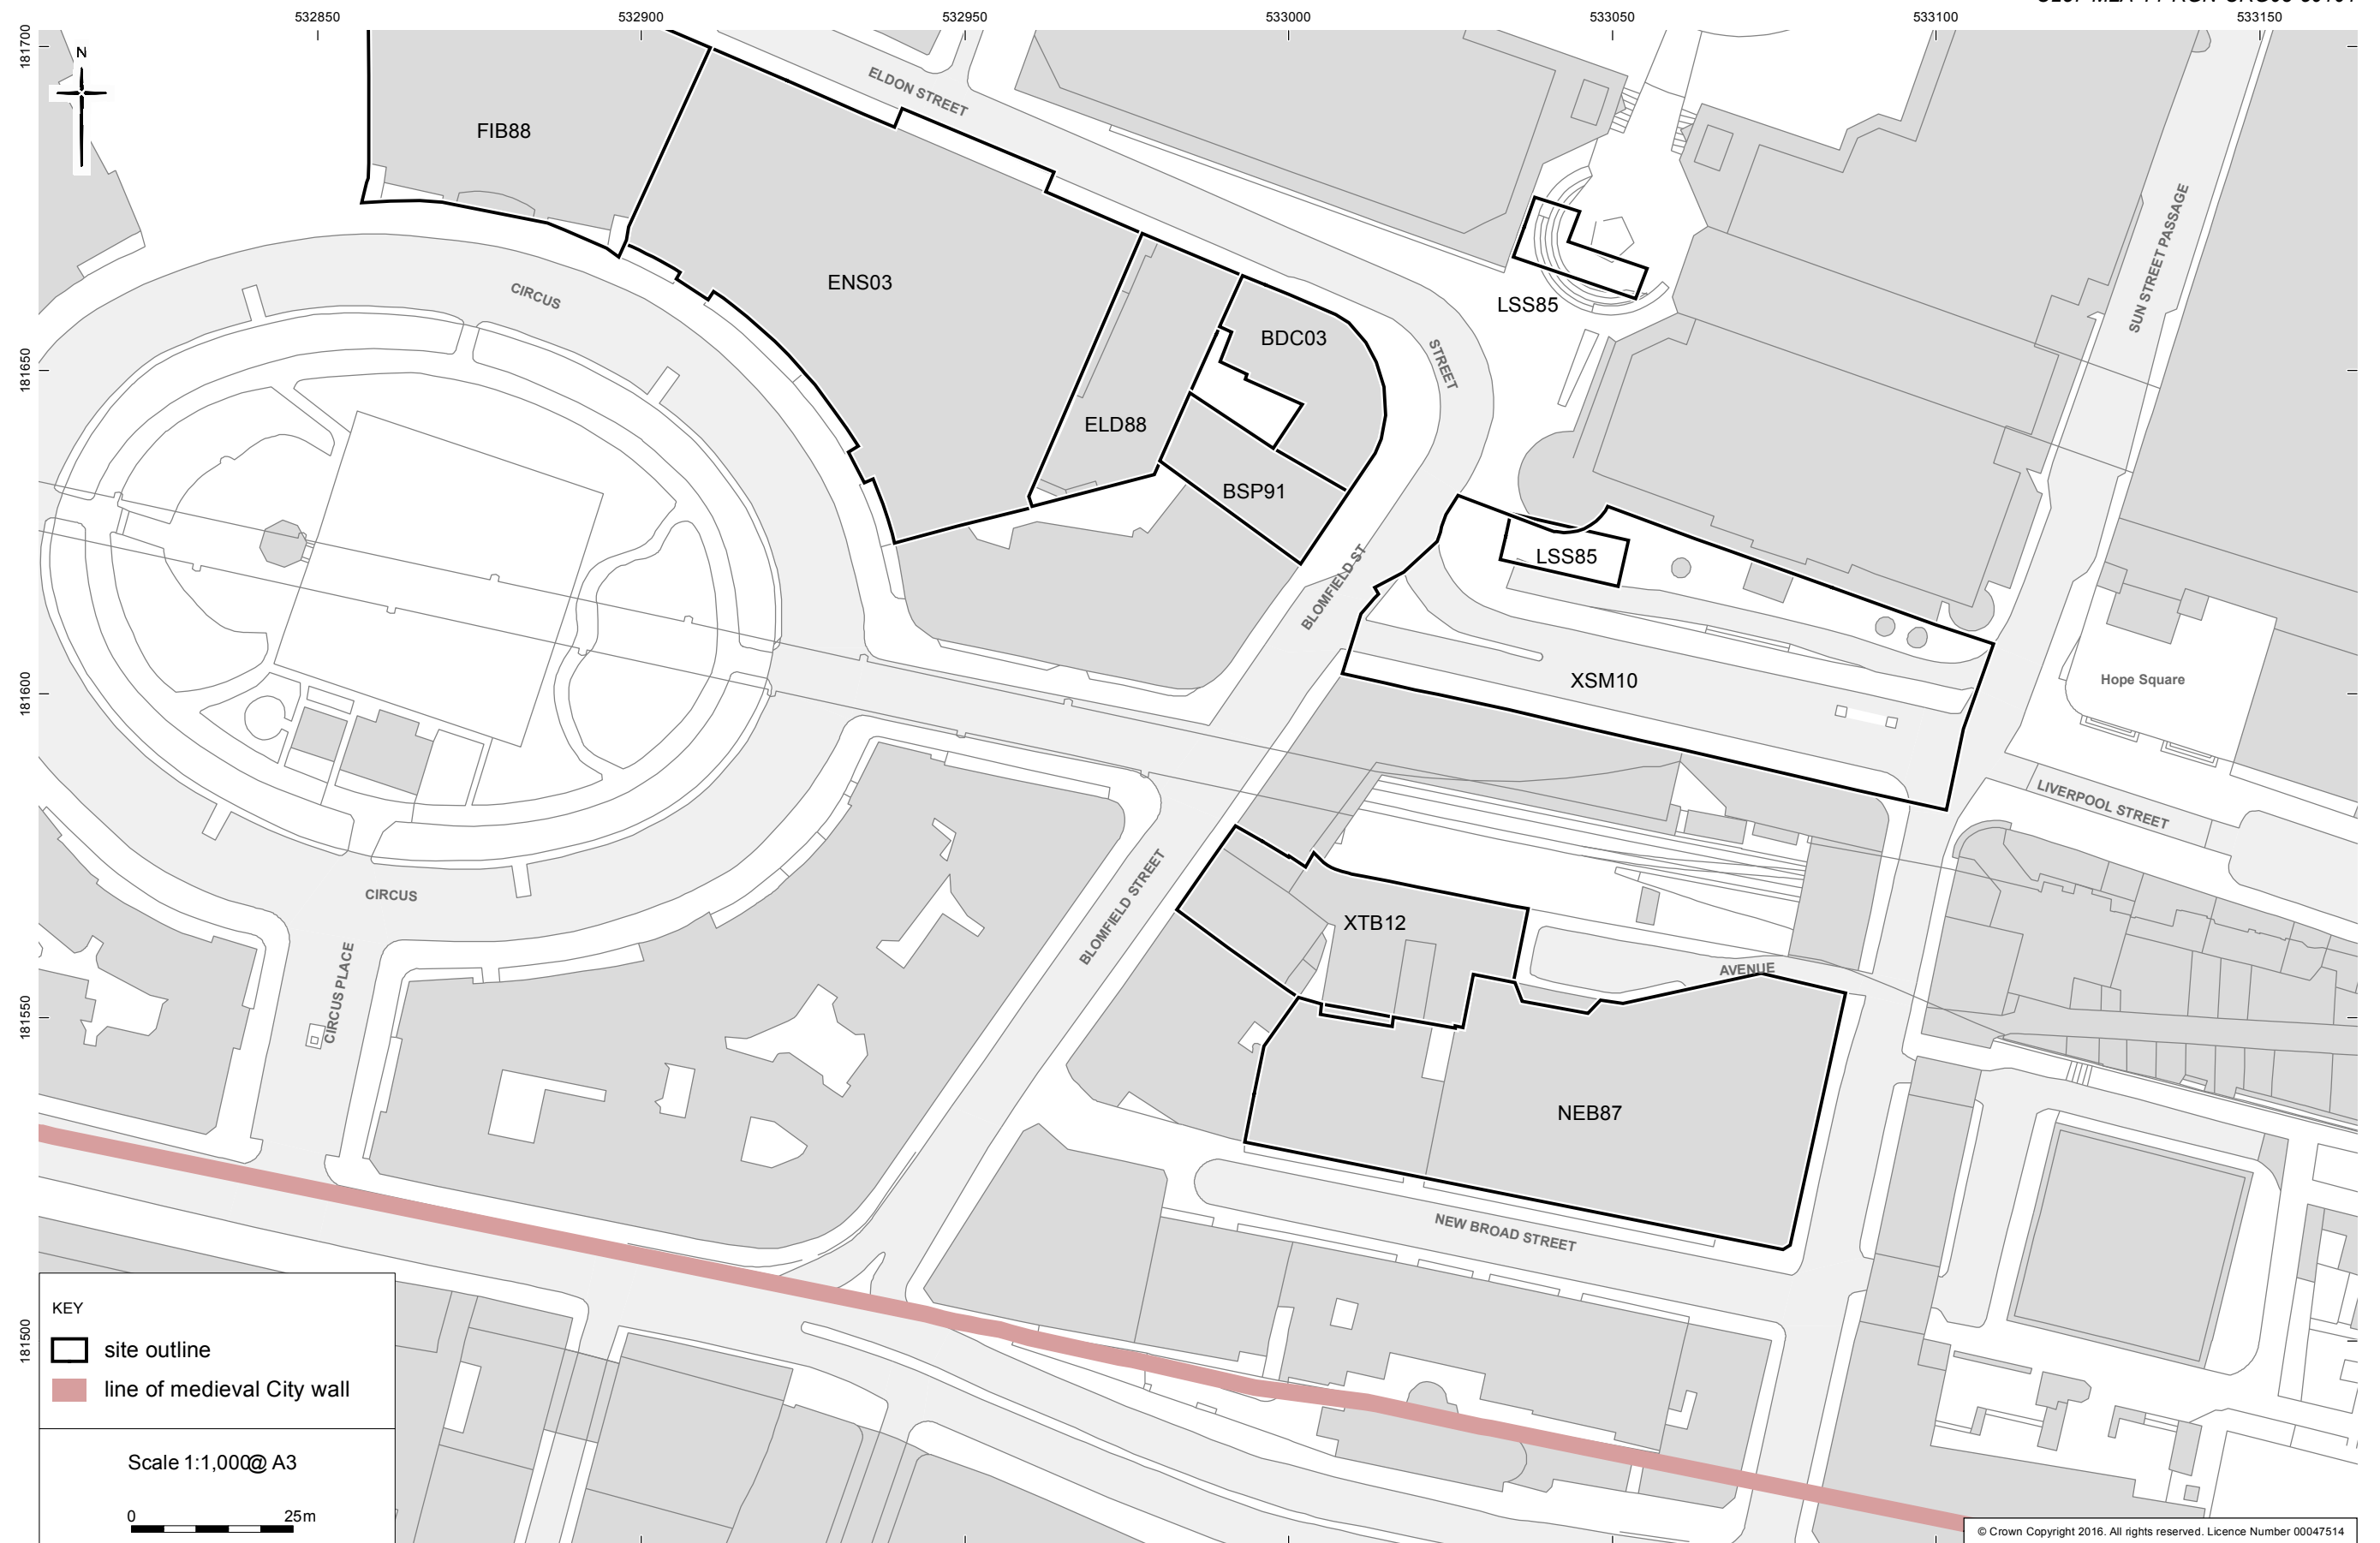 532850
532900
532950
533000
533050
533100
533150
181700
N
ELDON STREET
FIB88
SUN STREET PASSAGE
ENS03
CIRCUS
LSS85
BDC03
STREET
181650
ELD88
BSP91
LSS85
BLOMFIELD ST
XSM10
Hope Square
181600
LIVERPOOL STREET
CIRCUS
BLOMFIELD STREET
XTB12
AVENUE
CIRCUS PLACE
181550
NEB87
NEW BROAD STREET
181500
KEY
site outline
line of medieval City wall
Scale 1:1,000@ A3
0 25m
© Crown Copyright 2016. All rights reserved. Licence Number 00047514